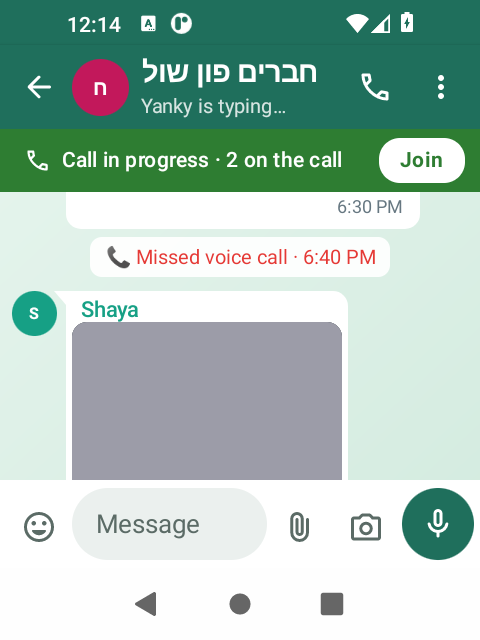 12:14
חברים פון שול
Yanky is typing…
Call in progress · 2 on the call
Join
6:30 PM
Missed voice call · 6:40 PM
S
Shaya
Message